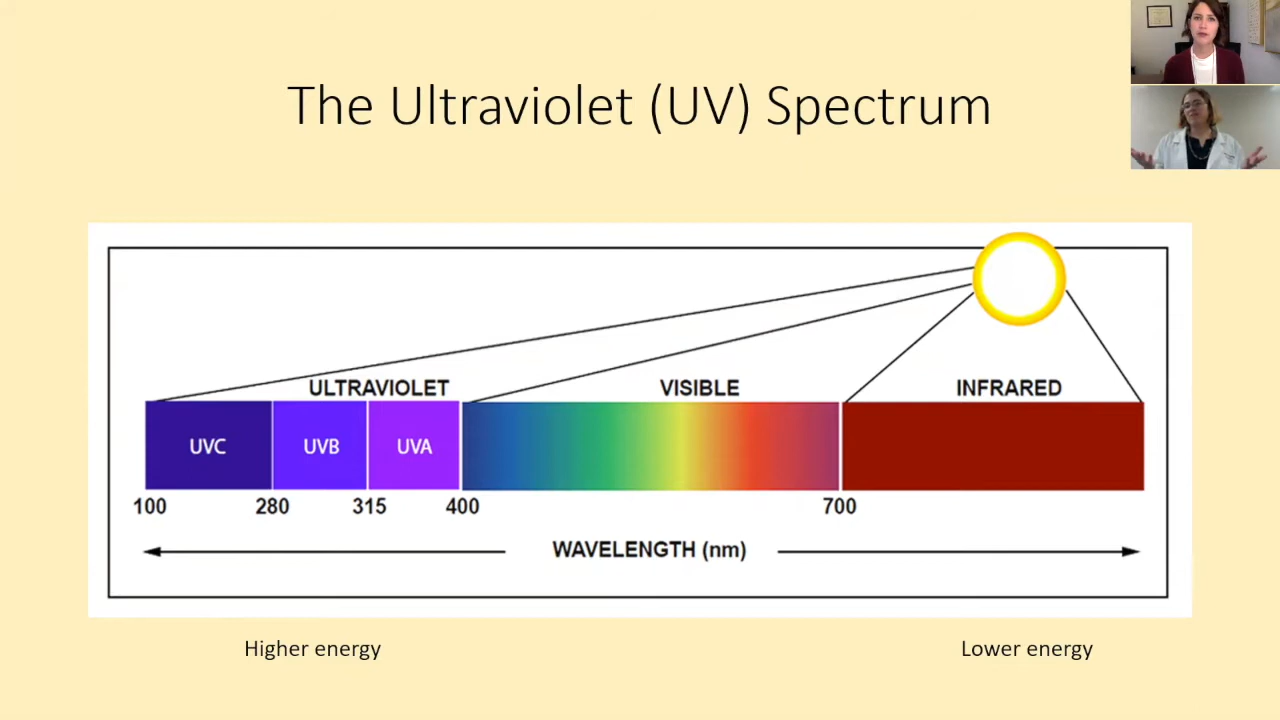 The Ultraviolet (UV) Spectrum
ULTRAVIOLET VISIBLE INFRARED
UVC UVB UVA
100 280 315 400 700
WAVELENGTH (nm)
Higher energy Lower energy